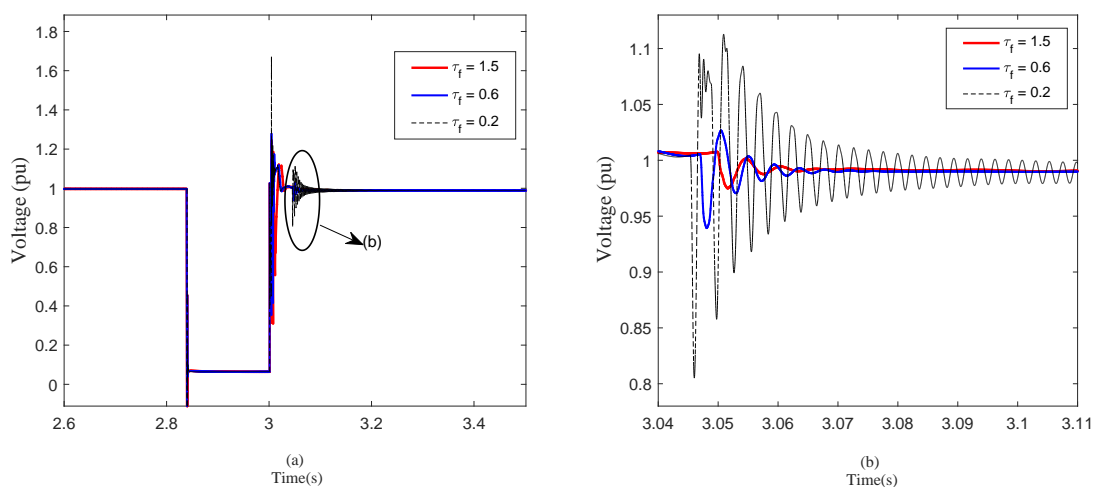 Voltage (pu)
1.8
1.6
1.4
1.2
1
0.8
0.6
0.4
0.2
0
2.6 2.8 3 3.2 3.4
τf = 1.5
τf = 0.6
τf = 0.2
(b)
(a)
Time(s)
Voltage (pu)
1.1
1.05
1
0.95
0.9
0.85
0.8
3.04 3.05 3.06 3.07 3.08 3.09 3.1 3.11
τf = 1.5
τf = 0.6
τf = 0.2
(b)
Time(s)